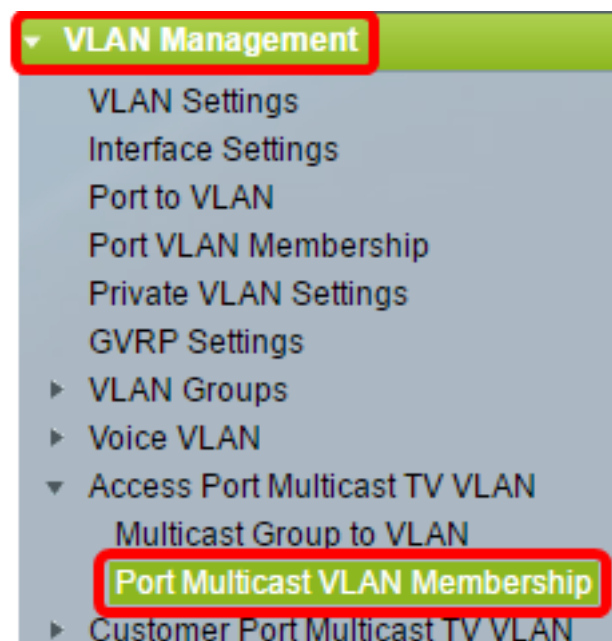 VLAN Management
VLAN Settings
Interface Settings
Port to VLAN
Port VLAN Membership
Private VLAN Settings
GVRP Settings
VLAN Groups
Voice VLAN
Access Port Multicast TV VLAN
Multicast Group to VLAN
Port Multicast VLAN Membership
Customer Port Multicast TV VLAN